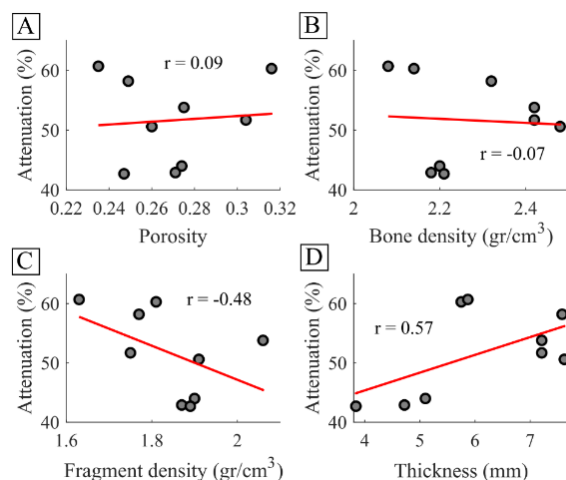 A
Attenuation (%)
60
50
40
r = 0.09
0.22 0.24 0.26 0.28 0.3 0.32
Porosity
B
Attenuation (%)
60
50
40
r = -0.07
2 2.2 2.4
Bone density (gr/cm³)
C
Attenuation (%)
60
50
40
r = -0.48
1.6 1.8 2
Fragment density (gr/cm³)
D
Attenuation (%)
60
50
40
r = 0.57
4 5 6 7
Thickness (mm)